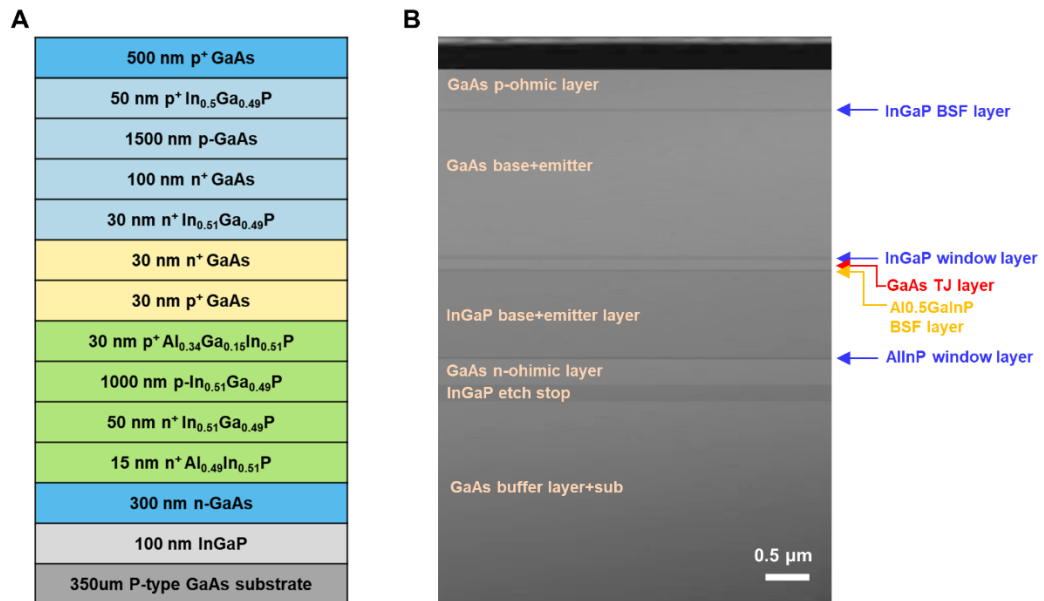 A
500 nm p⁺ GaAs
50 nm p⁺ In₀.₅Ga₀.₄₉P
1500 nm p-GaAs
100 nm n⁺ GaAs
30 nm n⁺ In₀.₅₁Ga₀.₄₉P
30 nm n⁺ GaAs
30 nm p⁺ GaAs
30 nm p⁺ Al₀.₃₄Ga₀.₁₅In₀.₅₁P
1000 nm p-In₀.₅₁Ga₀.₄₉P
50 nm n⁺ In₀.₅₁Ga₀.₄₉P
15 nm n⁺ Al₀.₄₉In₀.₅₁P
300 nm n-GaAs
100 nm InGaP
350um P-type GaAs substrate
B
GaAs p-ohmic layer
InGaP BSF layer
GaAs base+emitter
InGaP window layer
GaAs TJ layer
Al0.5GaInP
BSF layer
InGaP base+emitter layer
AlInP window layer
GaAs n-ohimic layer
InGaP etch stop
GaAs buffer layer+sub
0.5 µm